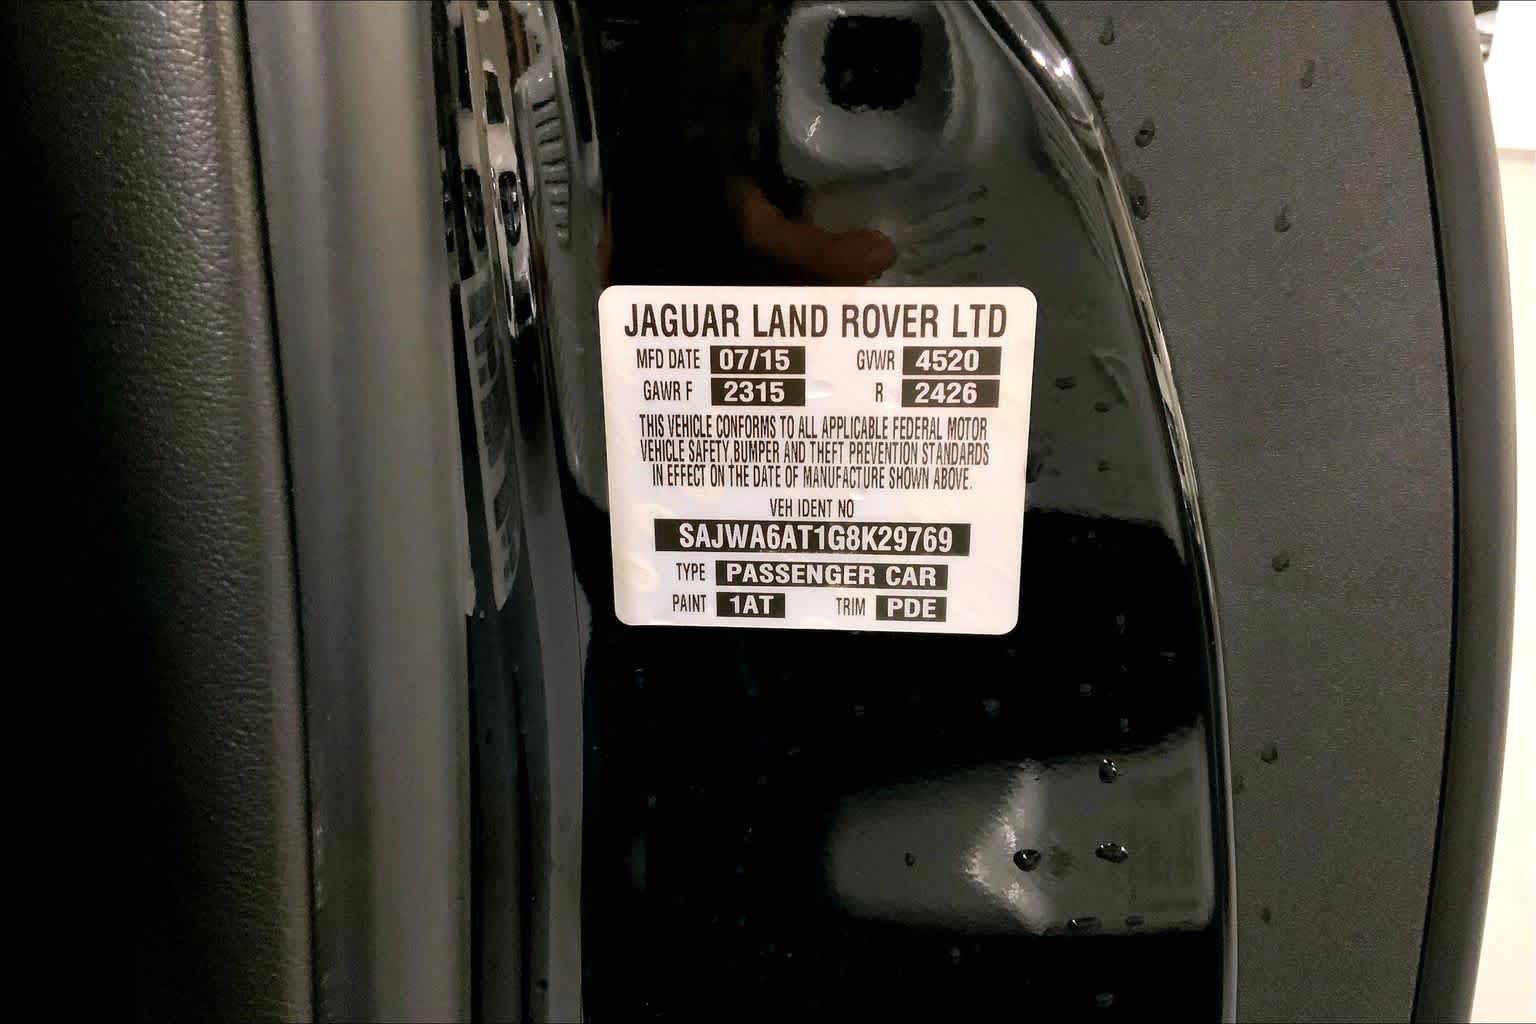 JAGUAR LAND ROVER LTD
MFD DATE 07/15 GVWR 4520
GAWR F 2315 R 2426
THIS VEHICLE CONFORMS TO ALL APPLICABLE FEDERAL MOTOR
VEHICLE SAFETY,BUMPER AND THEFT PREVENTION STANDARDS
IN EFFECT ON THE DATE OF MANUFACTURE SHOWN ABOVE.
VEH IDENT NO
SAJWA6AT1G8K29769
TYPE PASSENGER CAR
PAINT 1AT TRIM PDE